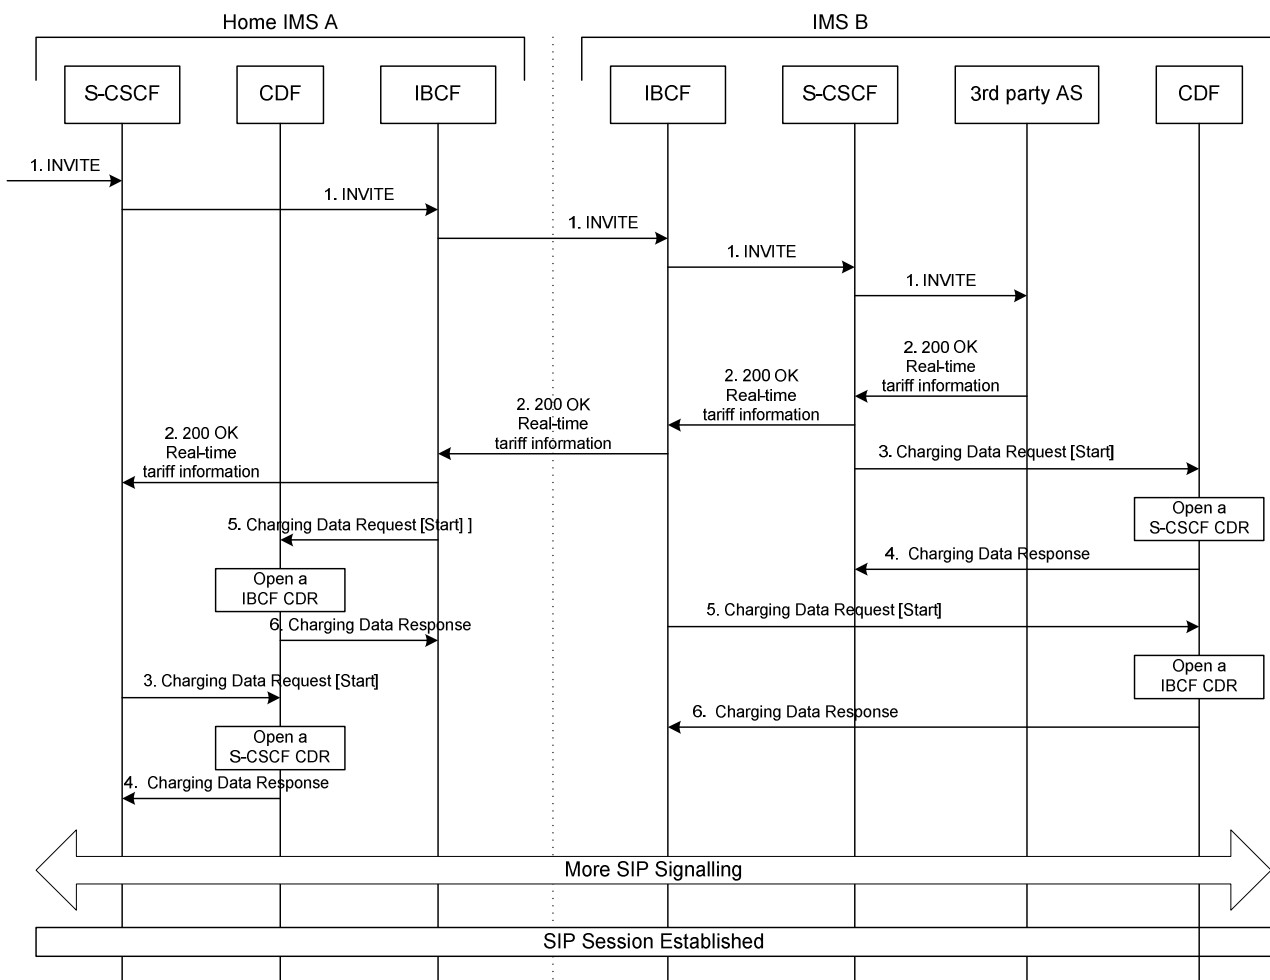 Home IMS A
IMS B
S-CSCF
CDF
IBCF
IBCF
S-CSCF
3rd party AS
CDF
1. INVITE
1. INVITE
1. INVITE
1. INVITE
1. INVITE
2. 200 OK
Real-time
tariff information
2. 200 OK
Real-time
tariff information
2. 200 OK
Real-time
tariff information
2. 200 OK
Real-time
tariff information
3. Charging Data Request [Start]
Open a
S-CSCF CDR
5. Charging Data Request [Start] ]
4. Charging Data Response
Open a
IBCF CDR
5. Charging Data Request [Start]
6. Charging Data Response
Open a
IBCF CDR
3. Charging Data Request [Start]
6. Charging Data Response
Open a
S-CSCF CDR
4. Charging Data Response
More SIP Signalling
SIP Session Established